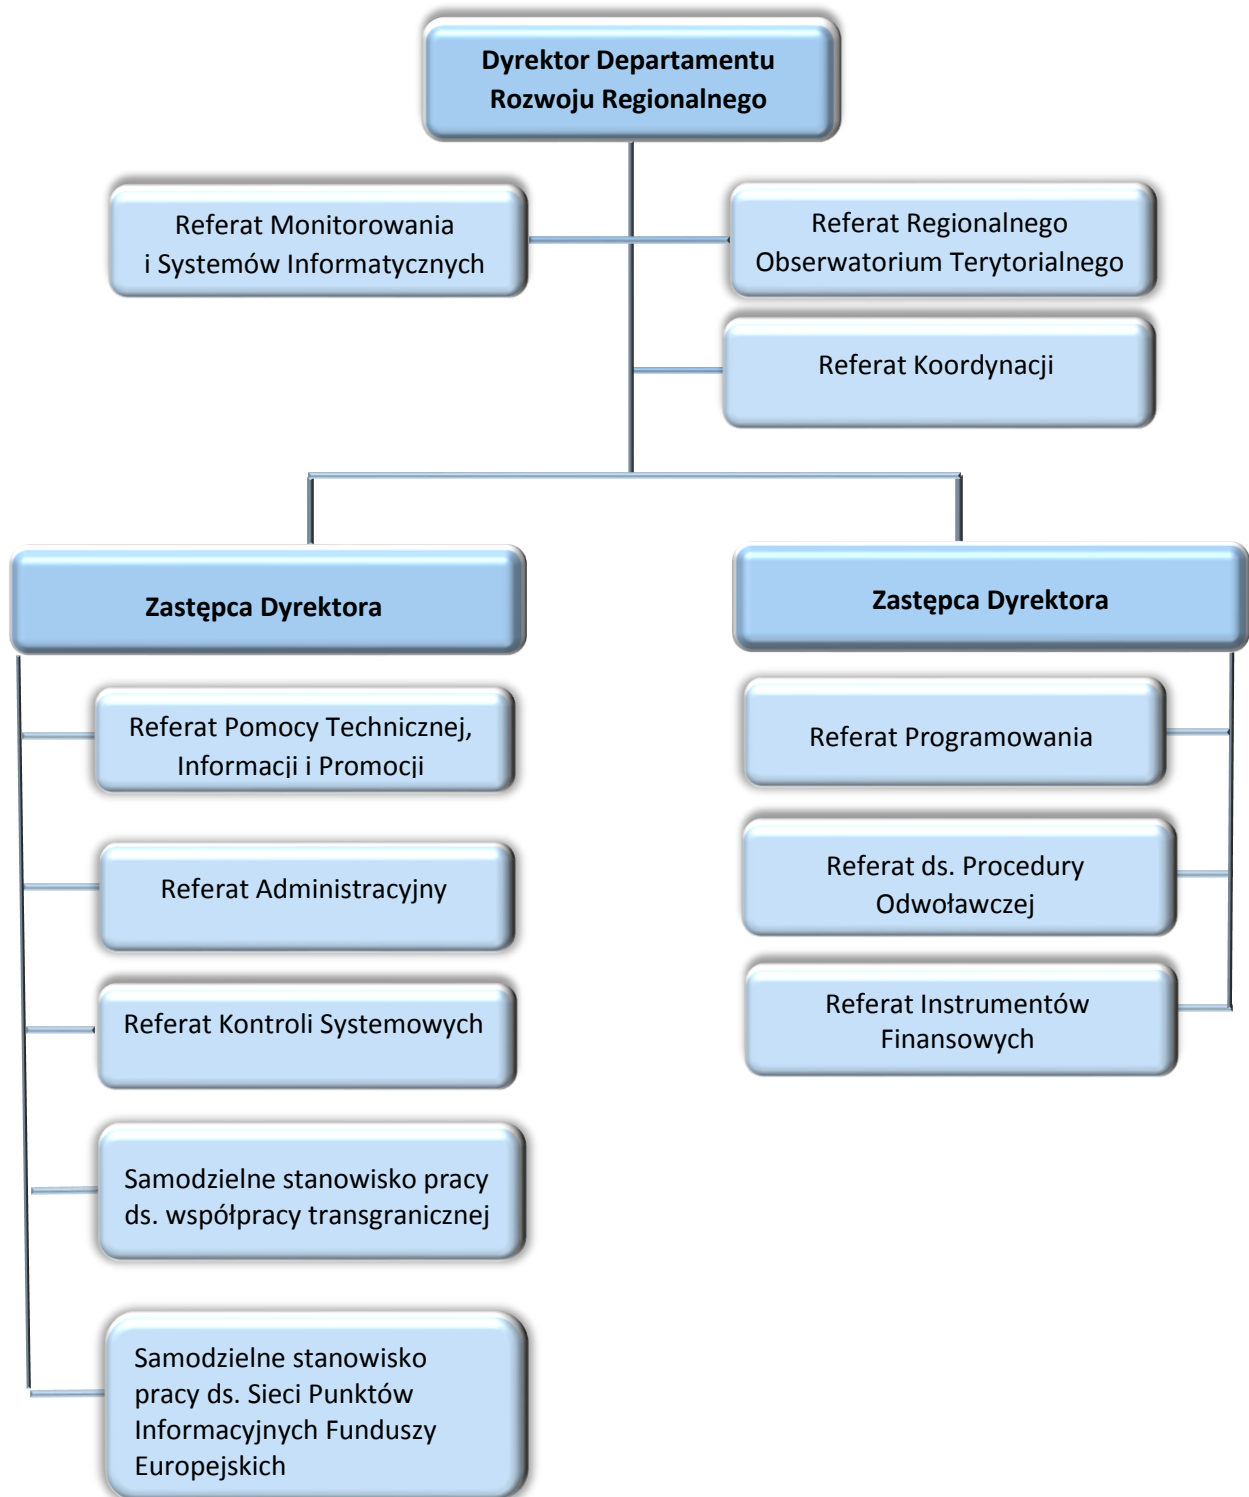 Dyrektor Departamentu
Rozwoju Regionalnego
Referat Monitorowania
i Systemów Informatycznych
Referat Regionalnego
Obserwatorium Terytorialnego
Referat Koordynacji
Zastępca Dyrektora
Referat Pomocy Technicznej,
Informacji i Promocji
Referat Administracyjny
Referat Kontroli Systemowych
Samodzielne stanowisko pracy
ds. współpracy transgranicznej
Samodzielne stanowisko
pracy ds. Sieci Punktów
Informacyjnych Funduszy
Europejskich
Zastępca Dyrektora
Referat Programowania
Referat ds. Procedury
Odwoławczej
Referat Instrumentów
Finansowych